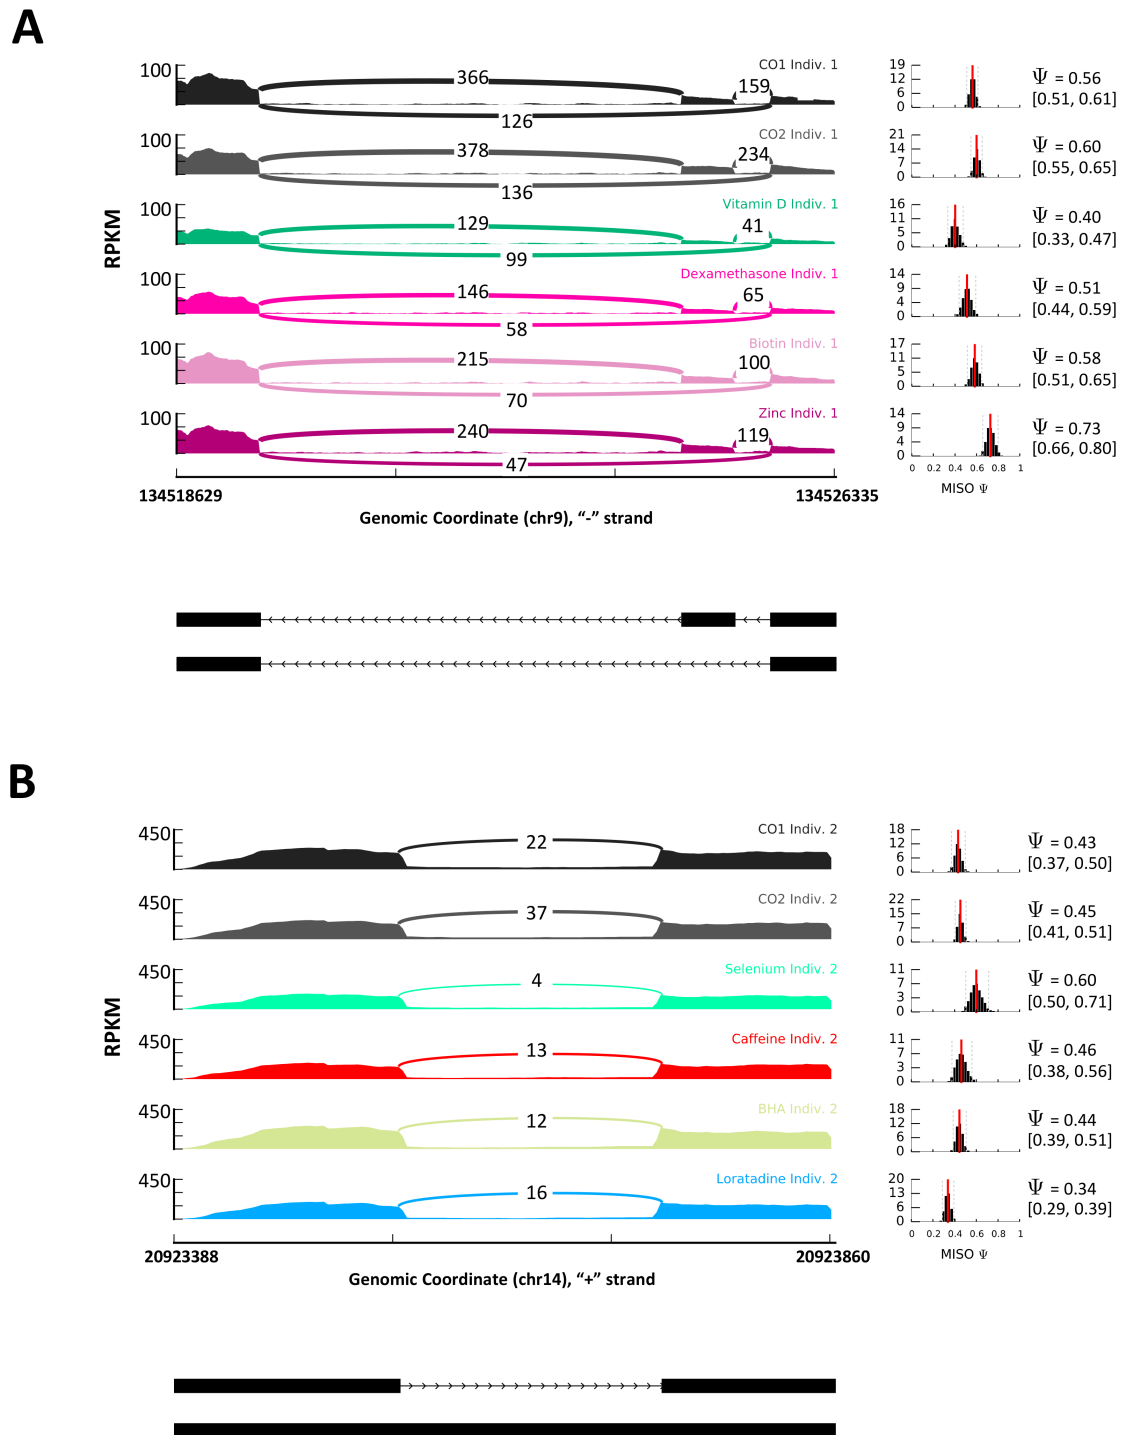 A
RPKM
100
CO1 Indiv. 1
366
159
126
19
12
6
0
Ψ = 0.56
[0.51, 0.61]
100
CO2 Indiv. 1
378
234
136
21
14
7
0
Ψ = 0.60
[0.55, 0.65]
100
Vitamin D Indiv. 1
129
41
99
16
11
5
0
Ψ = 0.40
[0.33, 0.47]
100
Dexamethasone Indiv. 1
146
65
58
14
9
4
0
Ψ = 0.51
[0.44, 0.59]
100
Biotin Indiv. 1
215
100
70
17
11
5
0
Ψ = 0.58
[0.51, 0.65]
100
Zinc Indiv. 1
240
119
47
14
9
4
0
Ψ = 0.73
[0.66, 0.80]
0 0.2 0.4 0.6 0.8 1
MISO Ψ
134518629 134526335
Genomic Coordinate (chr9), “-” strand
B
RPKM
450
CO1 Indiv. 2
22
18
12
6
0
Ψ = 0.43
[0.37, 0.50]
450
CO2 Indiv. 2
37
22
15
7
0
Ψ = 0.45
[0.41, 0.51]
450
Selenium Indiv. 2
4
11
7
3
0
Ψ = 0.60
[0.50, 0.71]
450
Caffeine Indiv. 2
13
11
7
3
0
Ψ = 0.46
[0.38, 0.56]
450
BHA Indiv. 2
12
18
12
6
0
Ψ = 0.44
[0.39, 0.51]
450
Loratadine Indiv. 2
16
20
13
6
0
Ψ = 0.34
[0.29, 0.39]
0 0.2 0.4 0.6 0.8 1
MISO Ψ
20923388 20923860
Genomic Coordinate (chr14), “+” strand